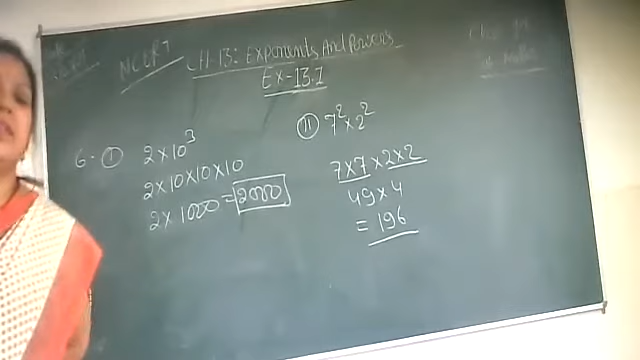 NCERT CH-13: Exponents And Powers
Ex-13.1
6. (i) 2×10³
2×10×10×10
2×1000=2000
(ii) 7²×2²
7×7×2×2
49×4
=196